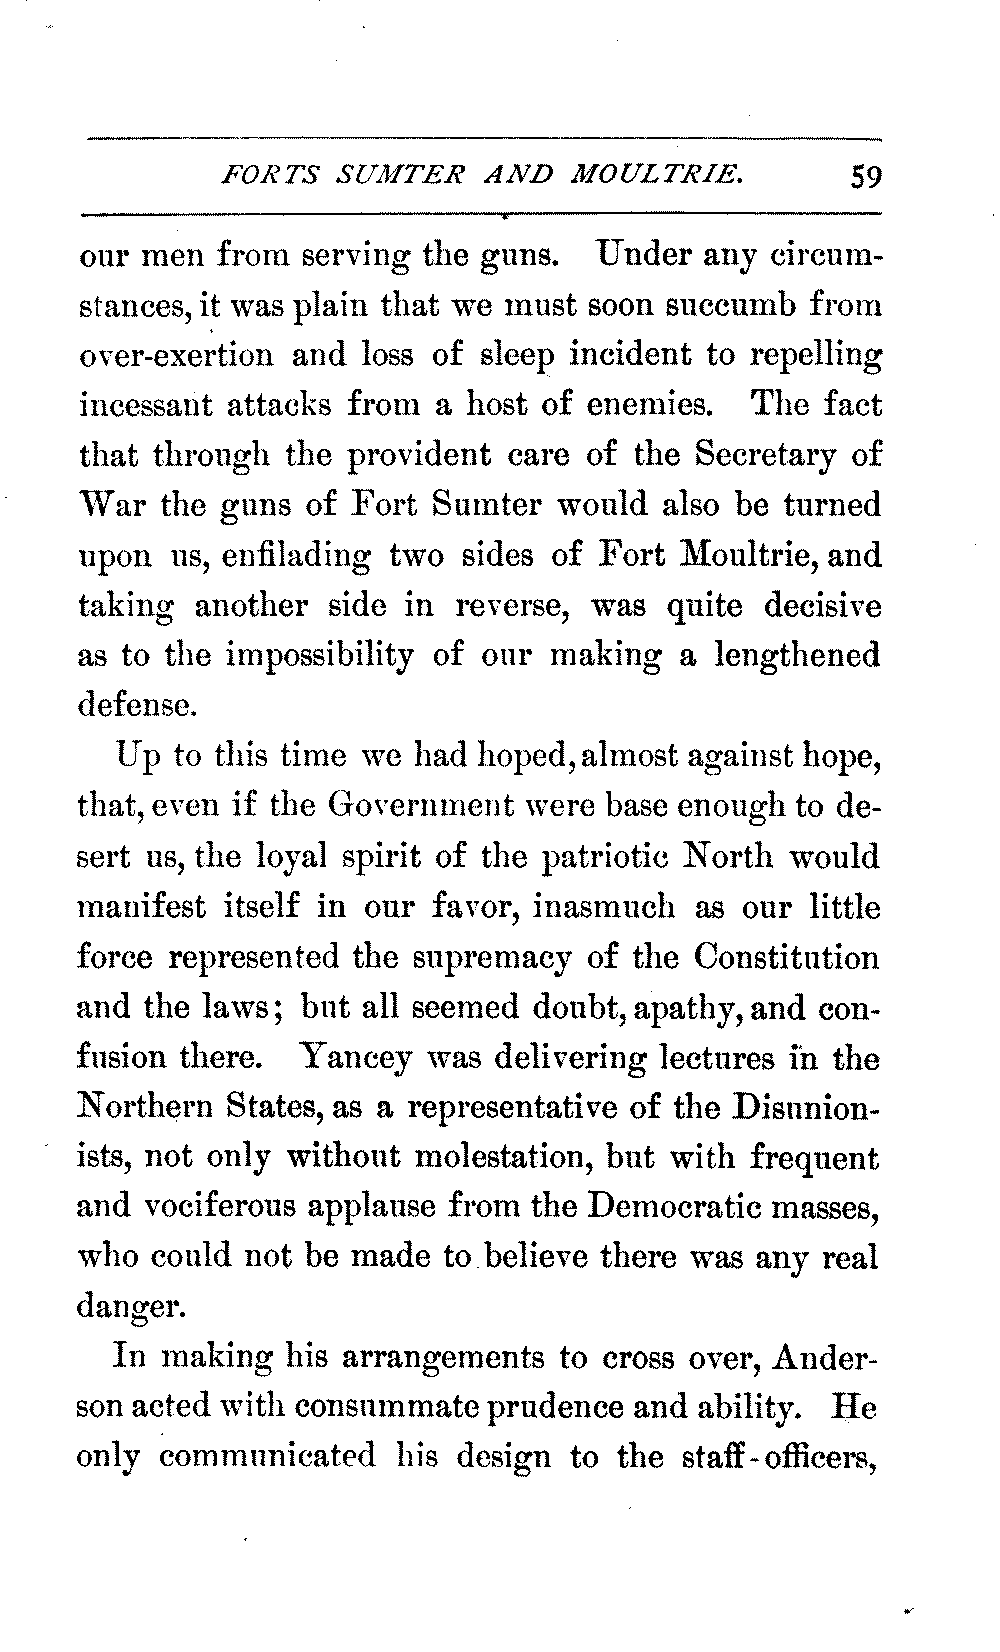 FORTS SUMTER AND MOULTRIE. 59
our men from serving the guns. Under any circum-
stances, it was plain that we must soon succumb from
over-exertion and loss of sleep incident to repelling
incessant attacks from a host of enemies. The fact
that through the provident care of the Secretary of
War the guns of Fort Sumter would also be turned
upon us, enfilading two sides of Fort Moultrie, and
taking another side in reverse, was quite decisive
as to the impossibility of our making a lengthened
defense.
Up to this time we had hoped, almost against hope,
that, even if the Government were base enough to de-
sert us, the loyal spirit of the patriotic North would
manifest itself in our favor, inasmuch as our little
force represented the supremacy of the Constitution
and the laws; but all seemed doubt, apathy, and con-
fusion there. Yancey was delivering lectures in the
Northern States, as a representative of the Disunion-
ists, not only without molestation, but with frequent
and vociferous applause from the Democratic masses,
who could not be made to believe there was any real
danger.
In making his arrangements to cross over, Ander-
son acted with consummate prudence and ability. He
only communicated his design to the staff-officers,